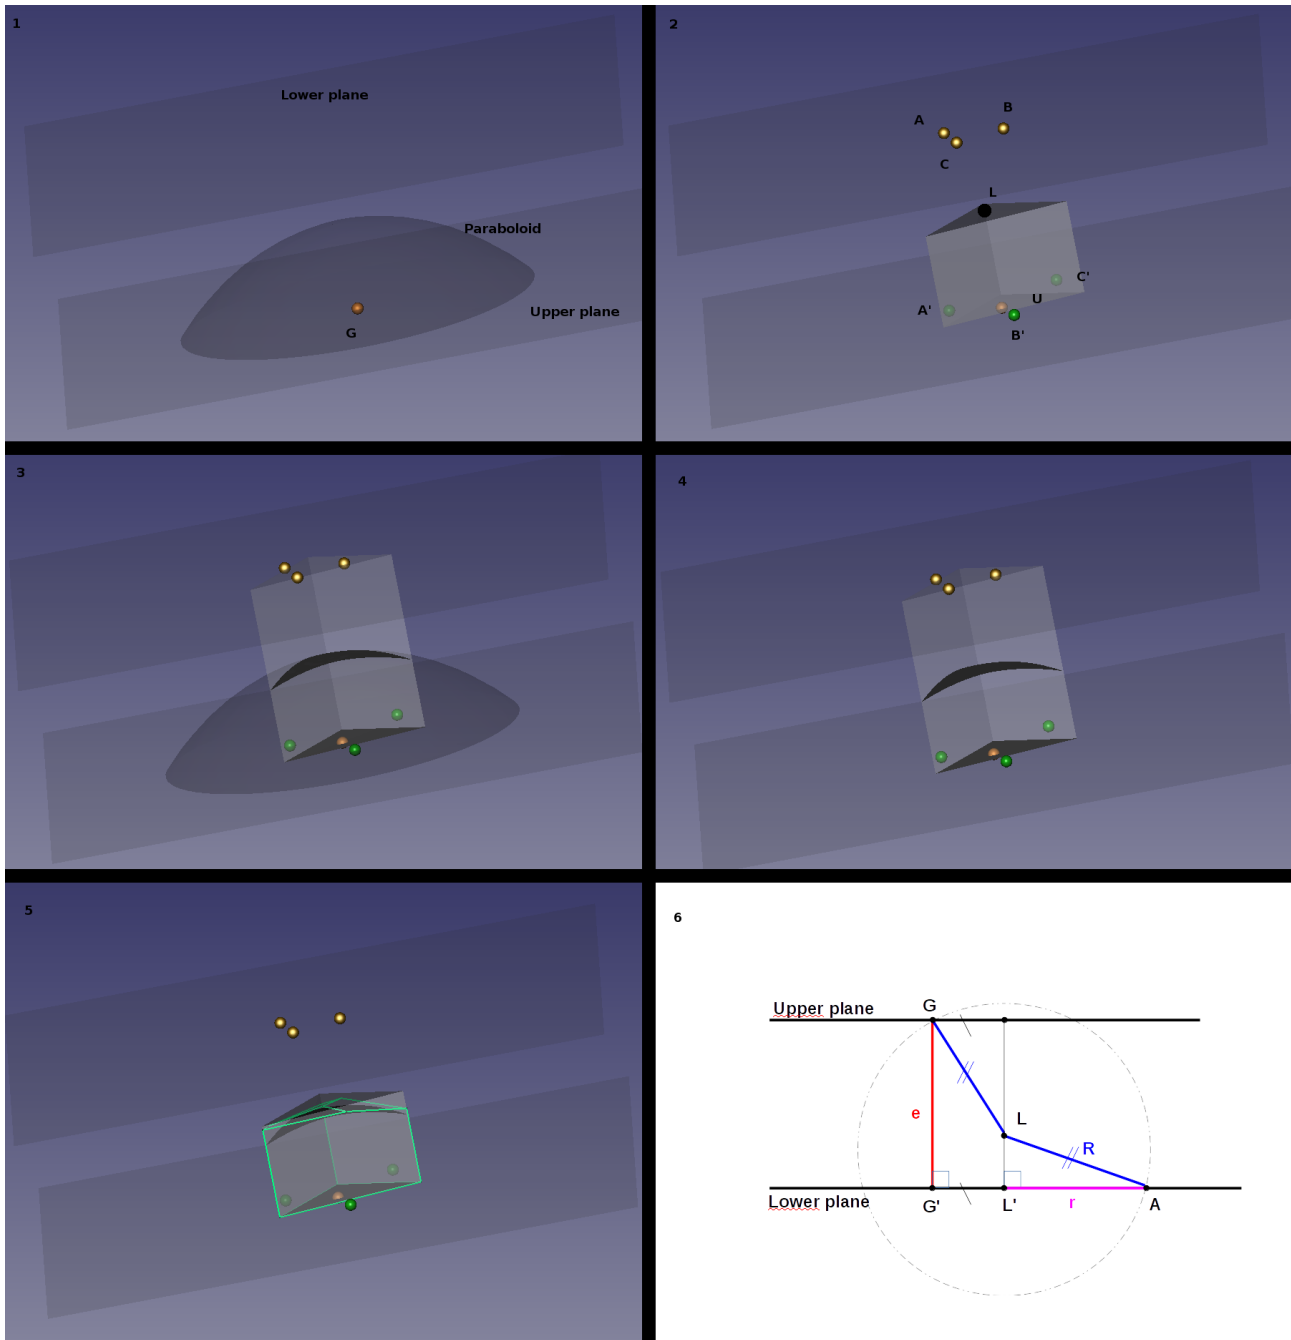 1
Lower plane
Paraboloid
Upper plane
G
2
A
B
C
L
C'
U
A'
B'
3
4
5
6
Upper plane
G
e
L
R
Lower plane
G'
L'
r
A